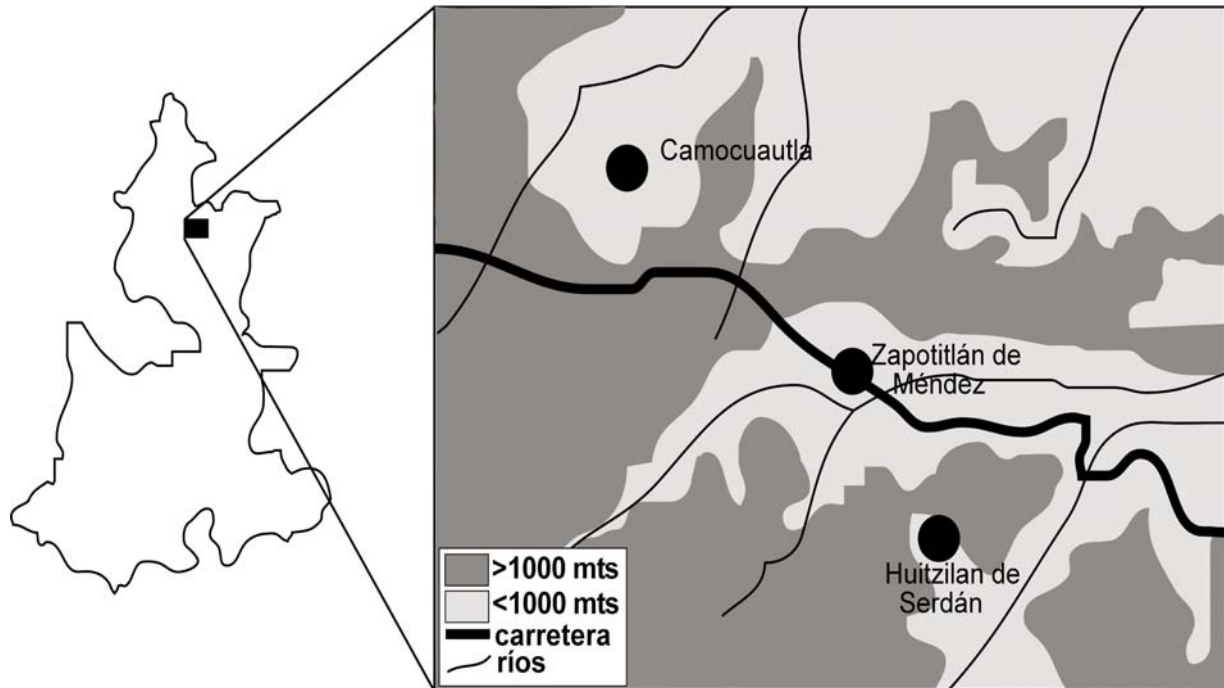 Camocuautla
Zapotitlán de
Méndez
Huitzilan de
Serdán
>1000 mts
<1000 mts
carretera
ríos